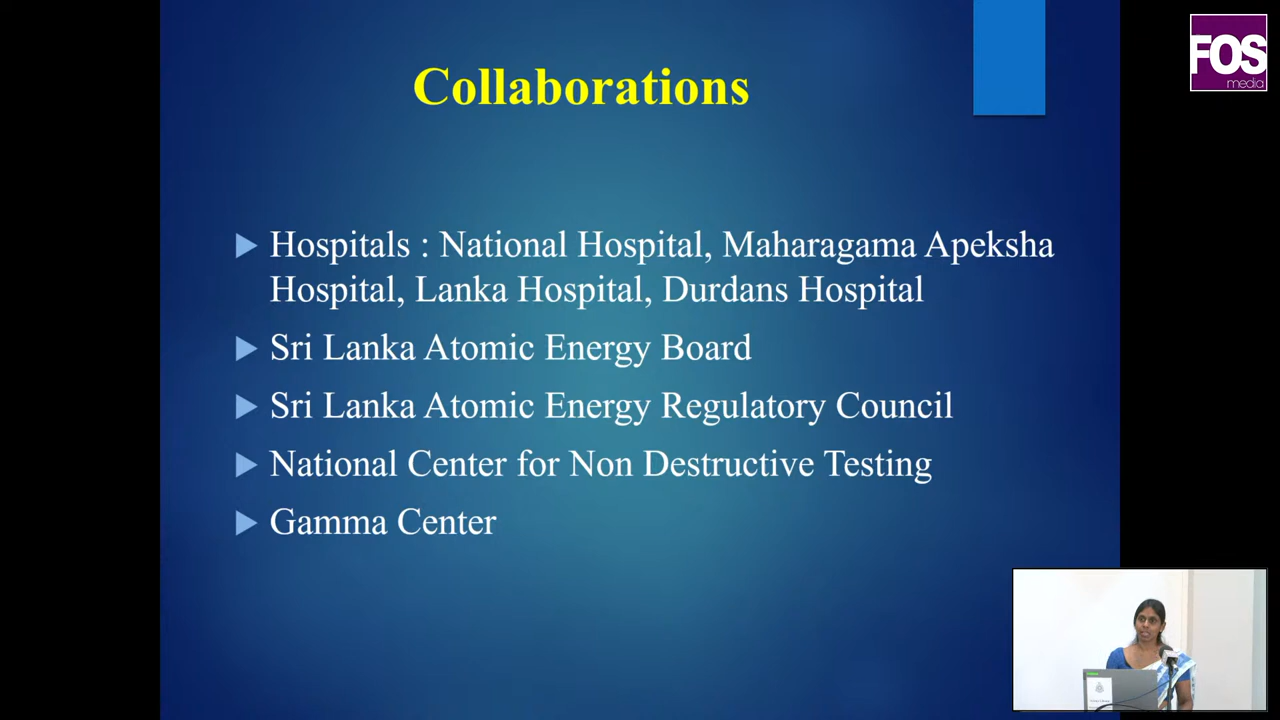 FOS
media
Collaborations
Hospitals : National Hospital, Maharagama Apeksha
Hospital, Lanka Hospital, Durdans Hospital
Sri Lanka Atomic Energy Board
Sri Lanka Atomic Energy Regulatory Council
National Center for Non Destructive Testing
Gamma Center